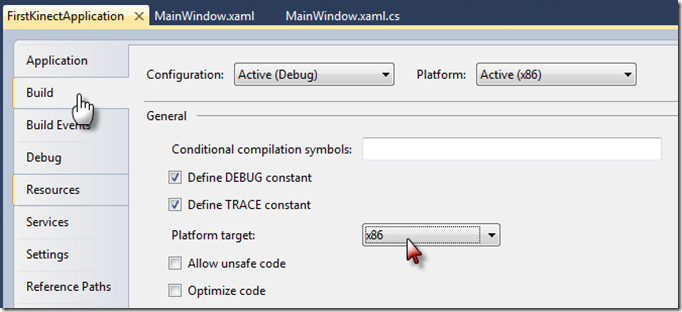 FirstKinectApplication MainWindow.xaml MainWindow.xaml.cs
Application
Build
Build Events
Debug
Resources
Services
Settings
Reference Paths
Configuration: Active (Debug) Platform: Active (x86)
General
Conditional compilation symbols:
Define DEBUG constant
Define TRACE constant
Platform target: x86
Allow unsafe code
Optimize code